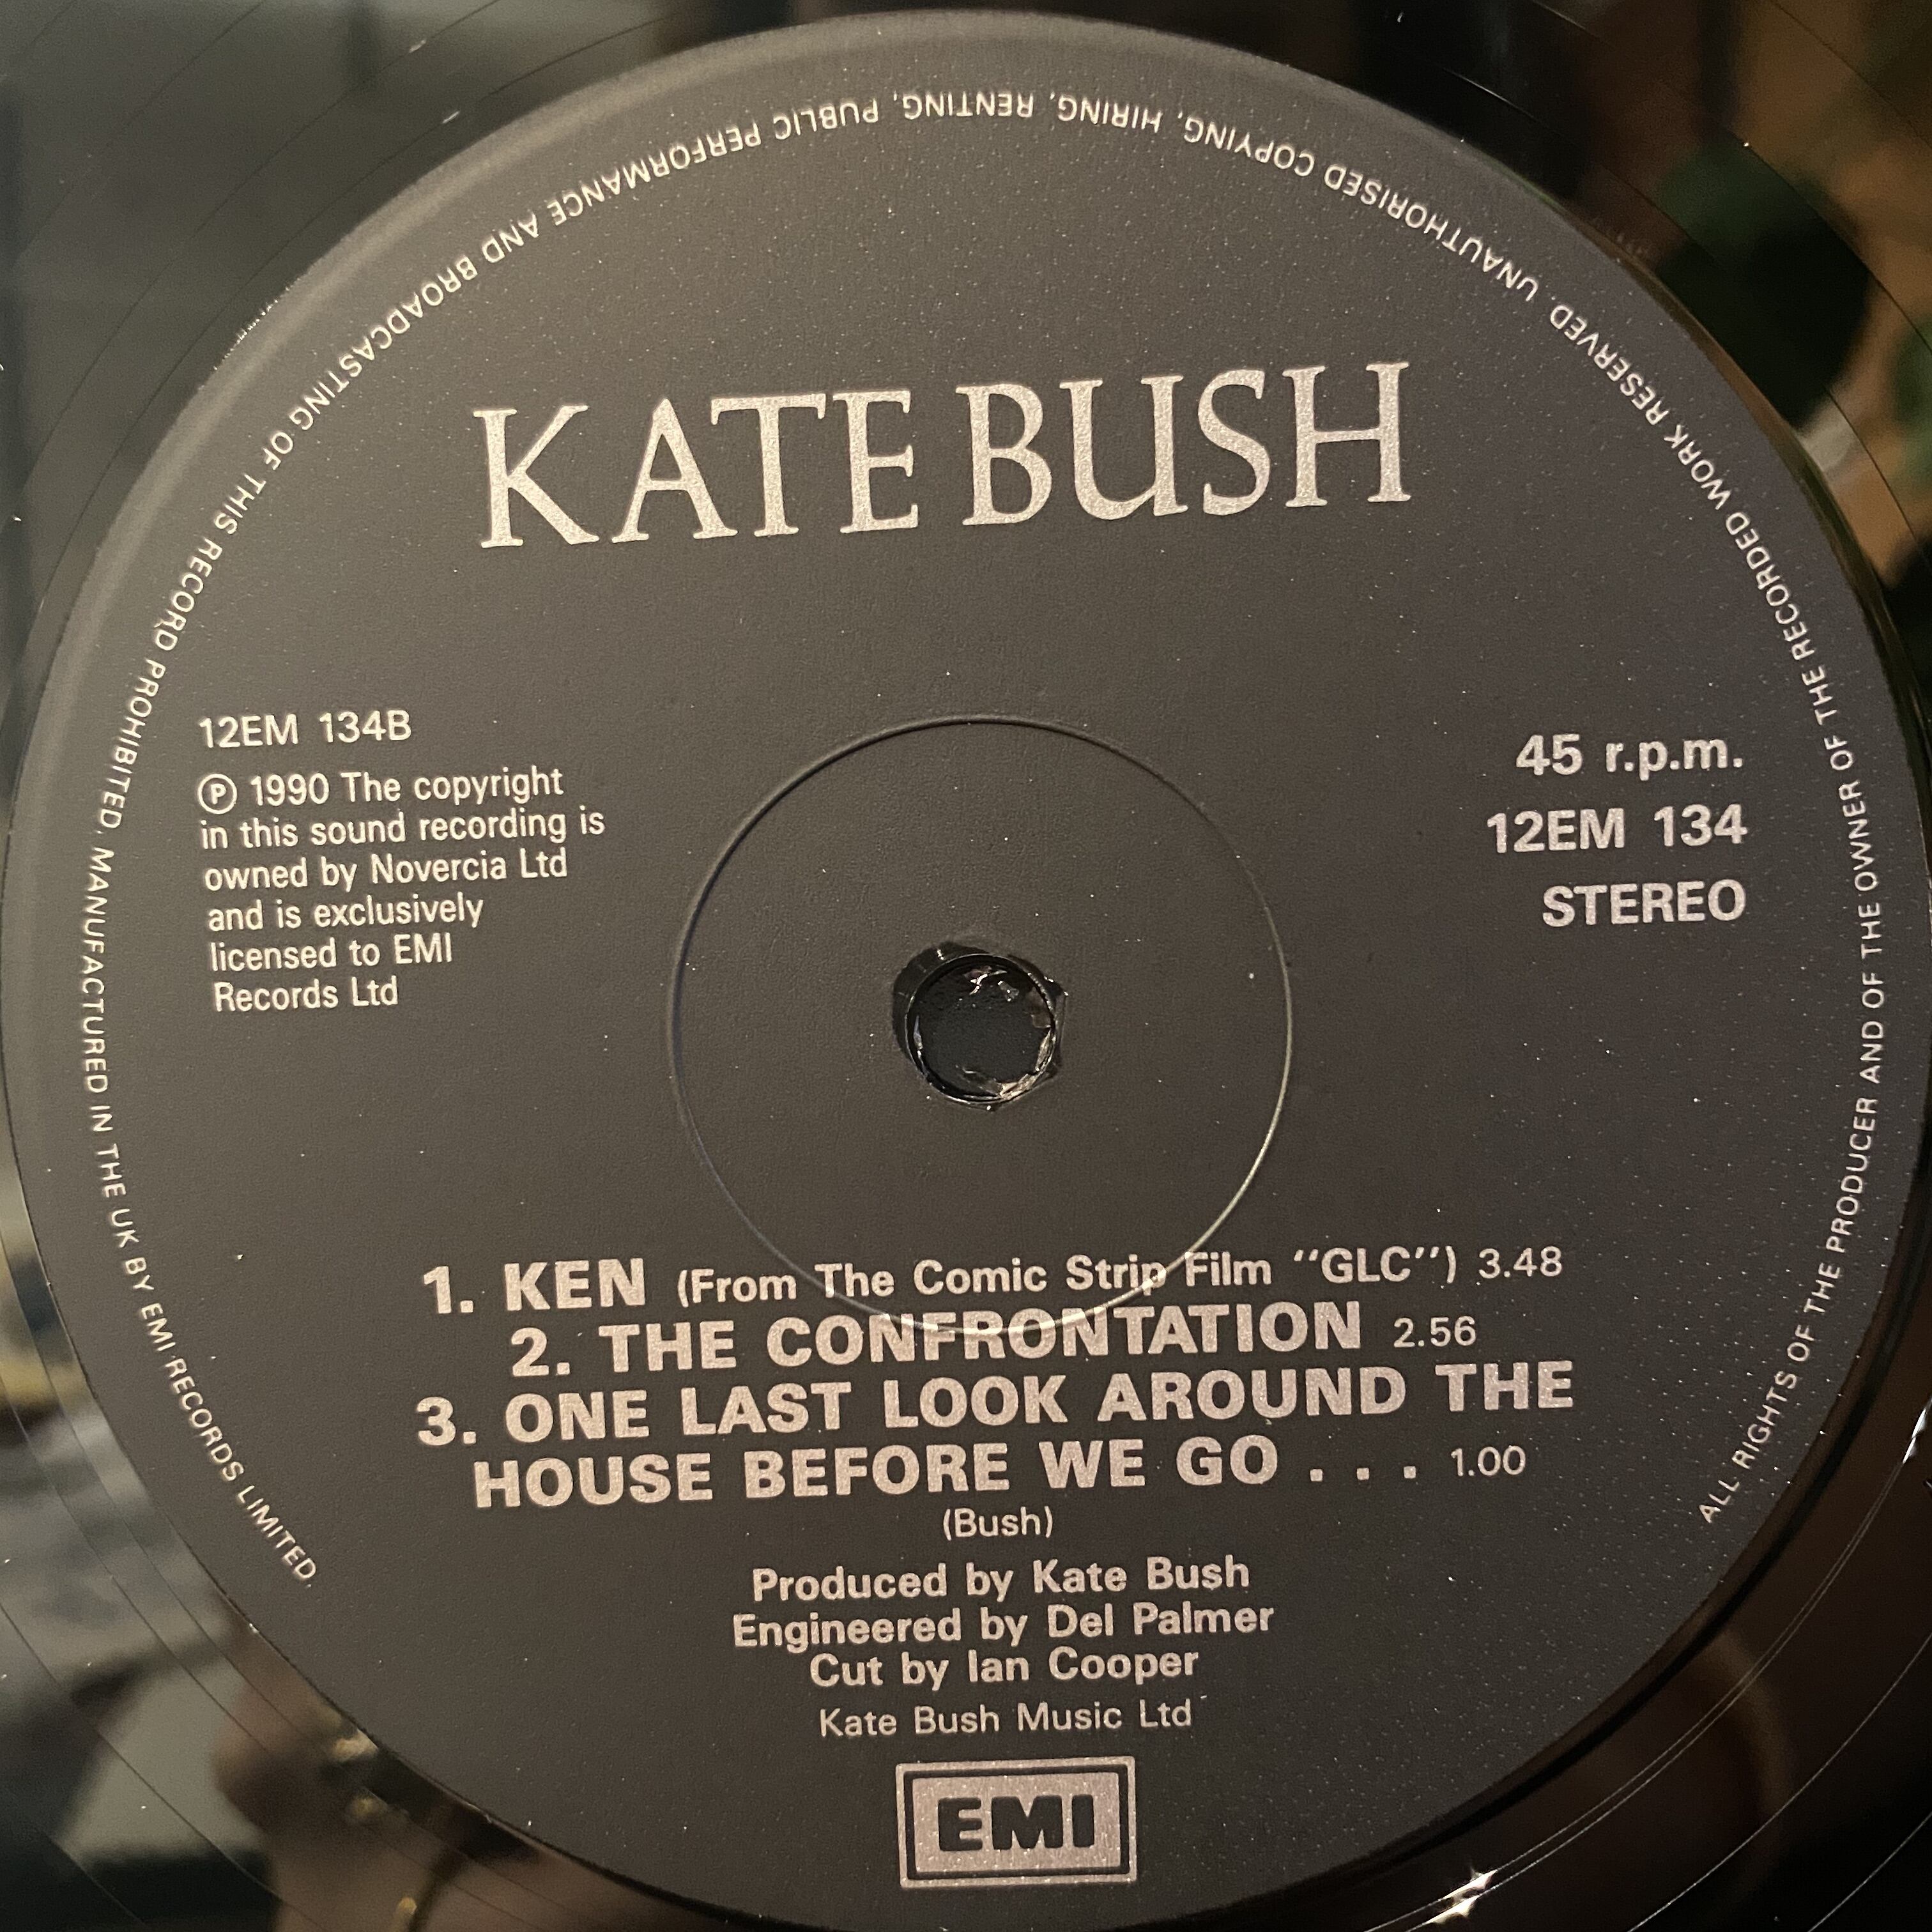 KATE BUSH
12EM 134B
Ⓟ 1990 The copyright
in this sound recording is
owned by Novercia Ltd
and is exclusively
licensed to EMI
Records Ltd
45 r.p.m.
12EM 134
STEREO
1. KEN (From The Comic Strip Film "GLC") 3.48
2. THE CONFRONTATION 2.56
3. ONE LAST LOOK AROUND THE
HOUSE BEFORE WE GO . . . 1.00
(Bush)
Produced by Kate Bush
Engineered by Del Palmer
Cut by Ian Cooper
Kate Bush Music Ltd
EMI
ALL RIGHTS OF THE PRODUCER AND OF THE OWNER OF THE RECORDED WORK RESERVED. UNAUTHORISED COPYING, HIRING, RENTING, PUBLIC PERFORMANCE AND BROADCASTING OF THIS RECORD PROHIBITED. MANUFACTURED IN THE UK BY EMI RECORDS LIMITED.